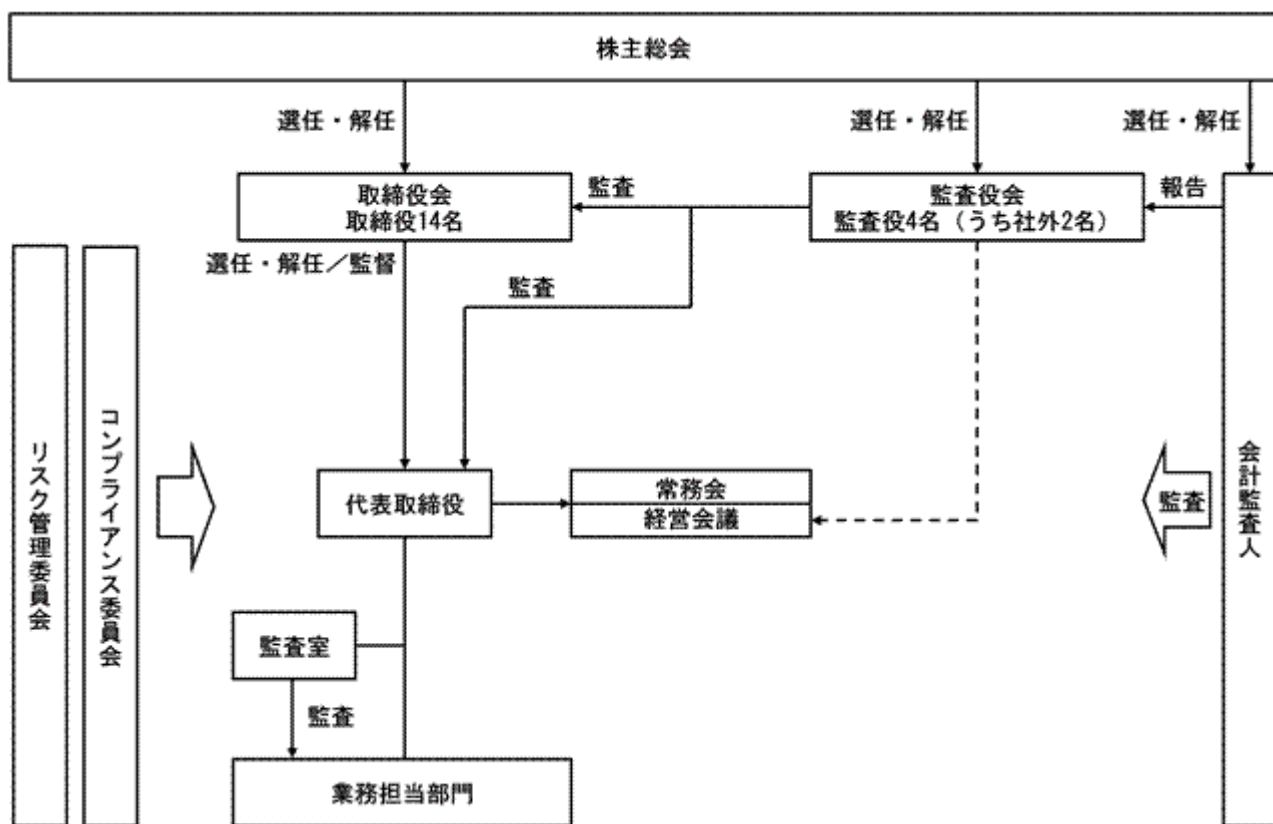 株主総会
選任・解任
選任・解任
選任・解任
取締役会
取締役14名
監査
監査役会
監査役4名（うち社外2名）
報告
選任・解任／監督
監査
リスク管理委員会
コンプライアンス委員会
代表取締役
常務会
経営会議
監査
会計監査人
監査室
監査
業務担当部門